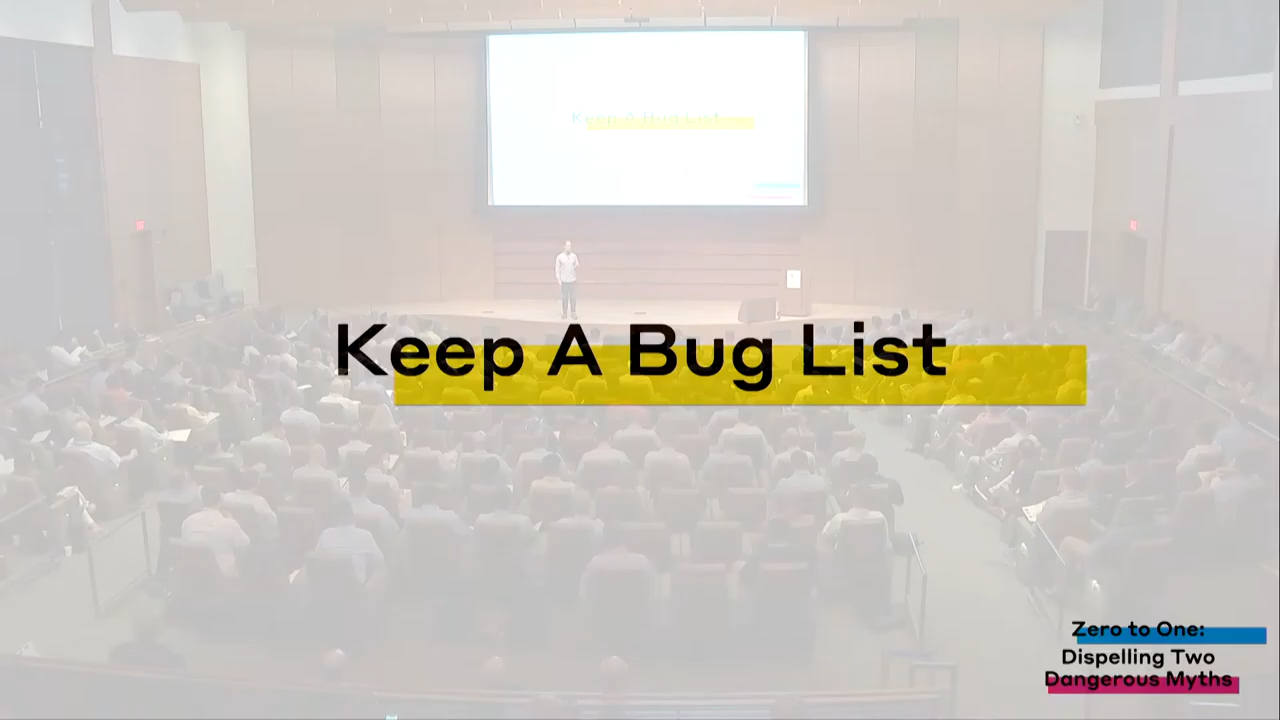 Keep A Bug List
Keep A Bug List
Zero to One:
Dispelling Two
Dangerous Myths